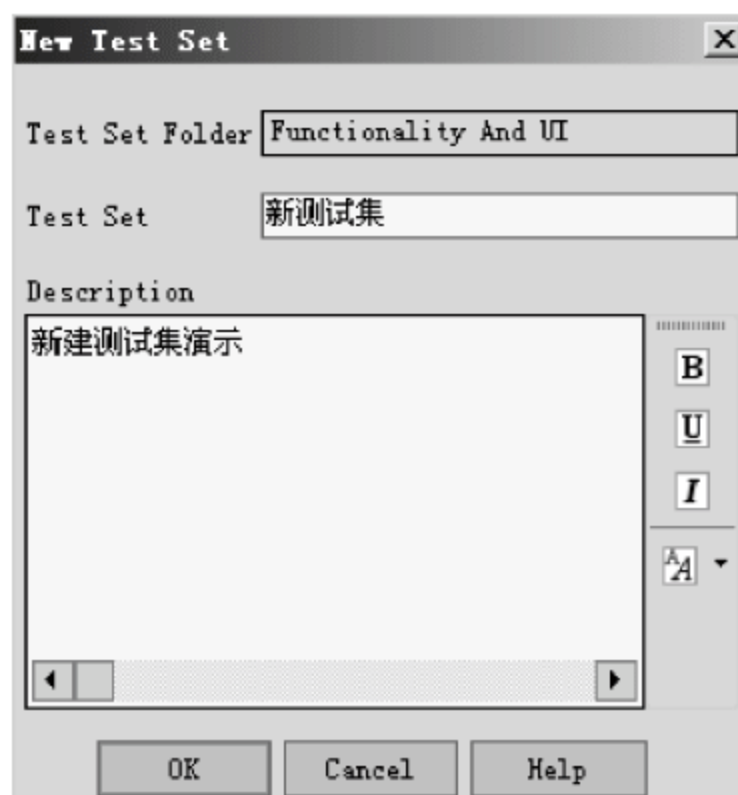 New Test Set
Test Set Folder Functionality And UI
Test Set 新测试集
Description
新建测试集演示
B
U
I
AA
OK Cancel Help